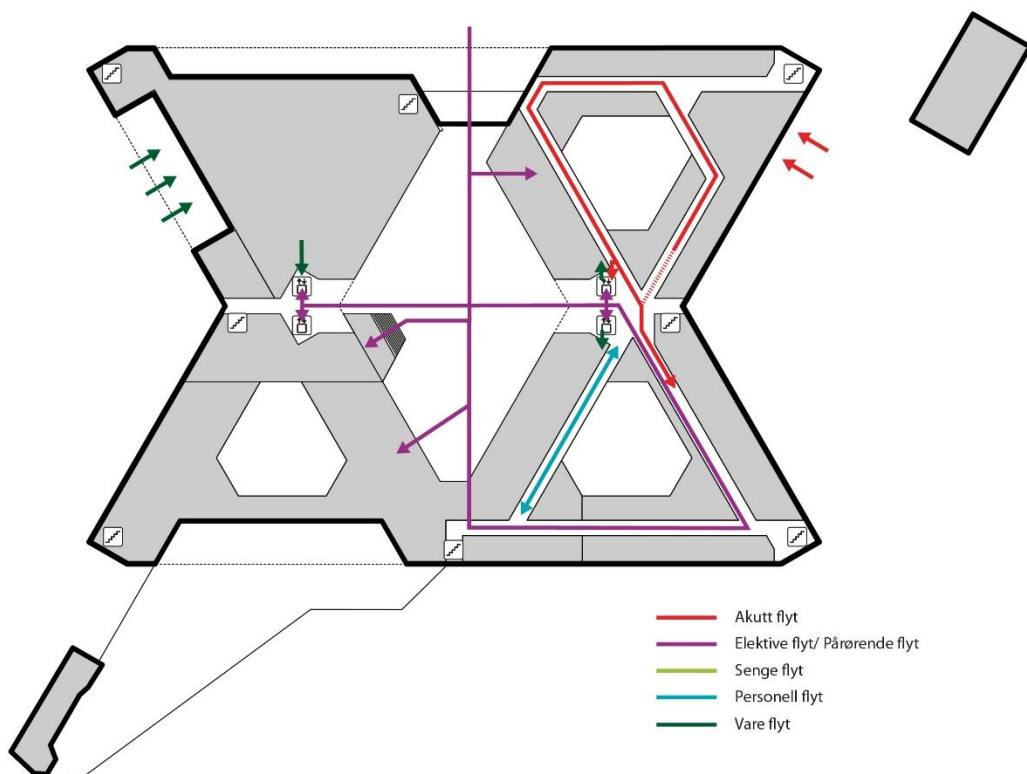 Akutt flyt
Elektive flyt/ Pårørende flyt
Senge flyt
Personell flyt
Vare flyt